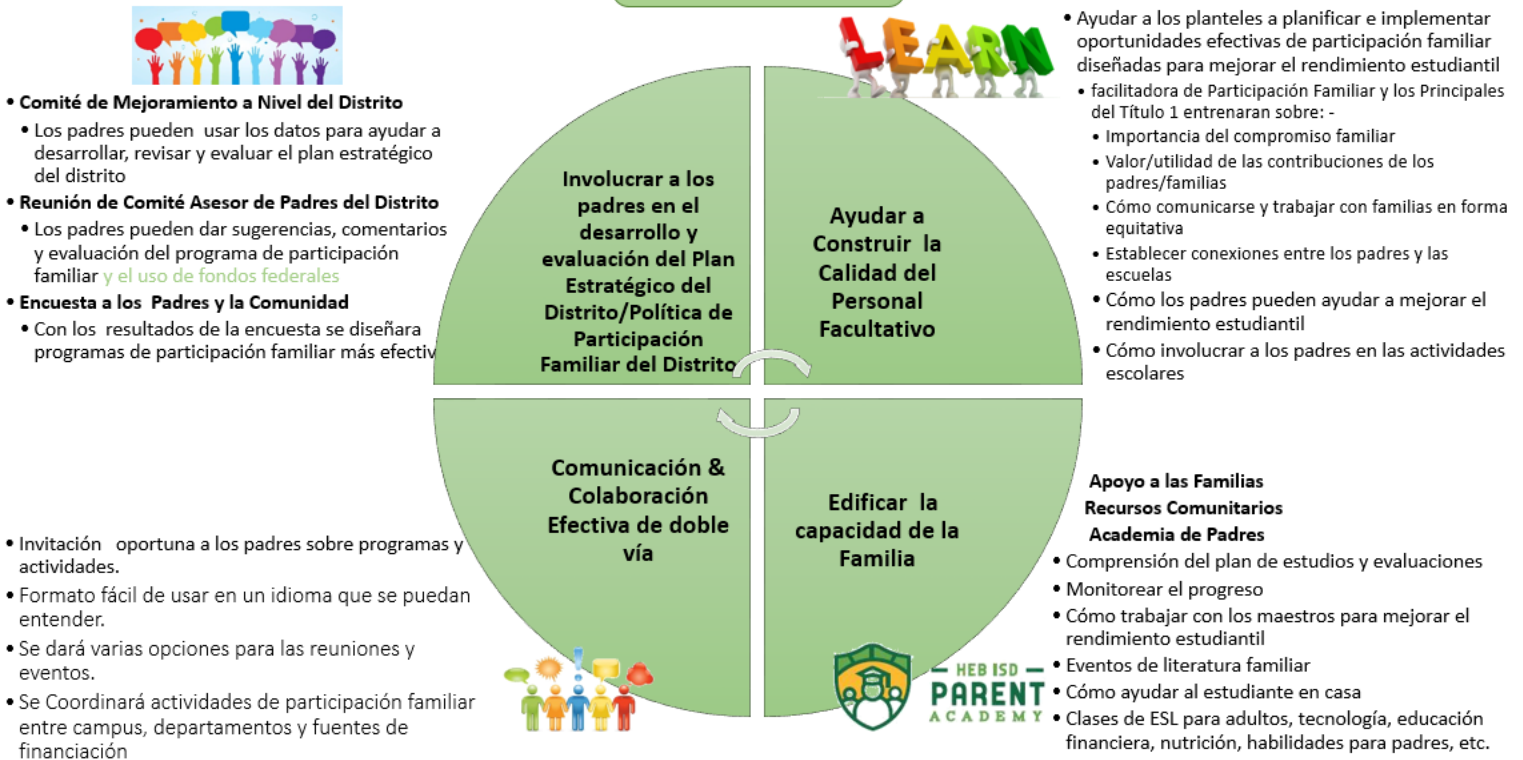 • Comité de Mejoramiento a Nivel del Distrito
• Los padres pueden usar los datos para ayudar a
desarrollar, revisar y evaluar el plan estratégico
del distrito
• Reunión de Comité Asesor de Padres del Distrito
• Los padres pueden dar sugerencias, comentarios
y evaluación del programa de participación
familiar y el uso de fondos federales
• Encuesta a los Padres y la Comunidad
• Con los resultados de la encuesta se diseñara
programas de participación familiar más efectiv
Involucrar a los
padres en el
desarrollo y
evaluación del Plan
Estratégico del
Distrito/Política de
Participación
Familiar del Distrito
LEARN
Ayudar a
Construir la
Calidad del
Personal
Facultativo
• Ayudar a los planteles a planificar e implementar
oportunidades efectivas de participación familiar
diseñadas para mejorar el rendimiento estudiantil
• facilitadora de Participación Familiar y los Principales
del Título 1 entrenaran sobre: -
• Importancia del compromiso familiar
• Valor/utilidad de las contribuciones de los
padres/familias
• Cómo comunicarse y trabajar con familias en forma
equitativa
• Establecer conexiones entre los padres y las
escuelas
• Cómo los padres pueden ayudar a mejorar el
rendimiento estudiantil
• Cómo involucrar a los padres en las actividades
escolares
• Invitación oportuna a los padres sobre programas y
actividades.
• Formato fácil de usar en un idioma que se puedan
entender.
• Se dará varias opciones para las reuniones y
eventos.
• Se Coordinará actividades de participación familiar
entre campus, departamentos y fuentes de
financiación
Comunicación &
Colaboración
Efectiva de doble
vía
Edificar la
capacidad de la
Familia
HEB ISD
PARENT
ACADEMY
Apoyo a las Familias
Recursos Comunitarios
Academia de Padres
• Comprensión del plan de estudios y evaluaciones
• Monitorear el progreso
• Cómo trabajar con los maestros para mejorar el
rendimiento estudiantil
• Eventos de literatura familiar
• Cómo ayudar al estudiante en casa
• Clases de ESL para adultos, tecnología, educación
financiera, nutrición, habilidades para padres, etc.